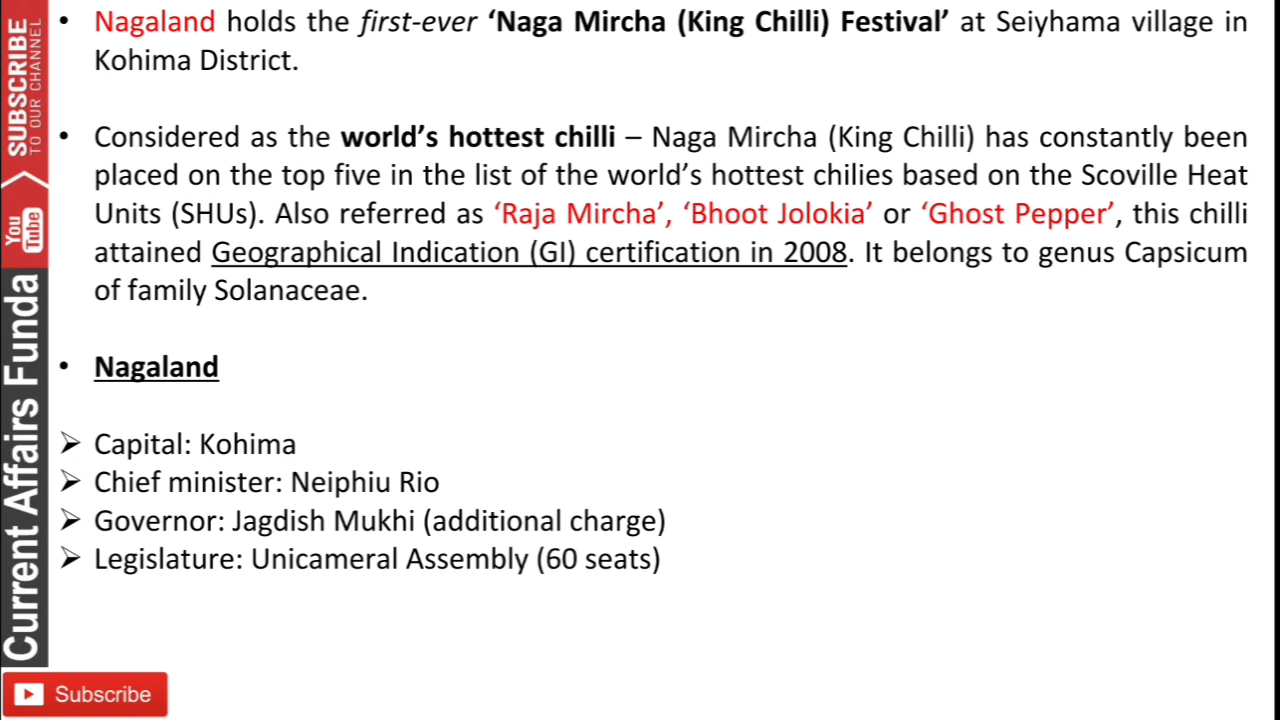 Nagaland holds the first-ever ‘Naga Mircha (King Chilli) Festival’ at Seiyhama village in
Kohima District.
Considered as the world’s hottest chilli – Naga Mircha (King Chilli) has constantly been
placed on the top five in the list of the world’s hottest chilies based on the Scoville Heat
Units (SHUs). Also referred as ‘Raja Mircha’, ‘Bhoot Jolokia’ or ‘Ghost Pepper’, this chilli
attained Geographical Indication (GI) certification in 2008. It belongs to genus Capsicum
of family Solanaceae.
Nagaland
Capital: Kohima
Chief minister: Neiphiu Rio
Governor: Jagdish Mukhi (additional charge)
Legislature: Unicameral Assembly (60 seats)
SUBSCRIBE
TO OUR CHANNEL
You
Tube
Current Affairs Funda
Subscribe